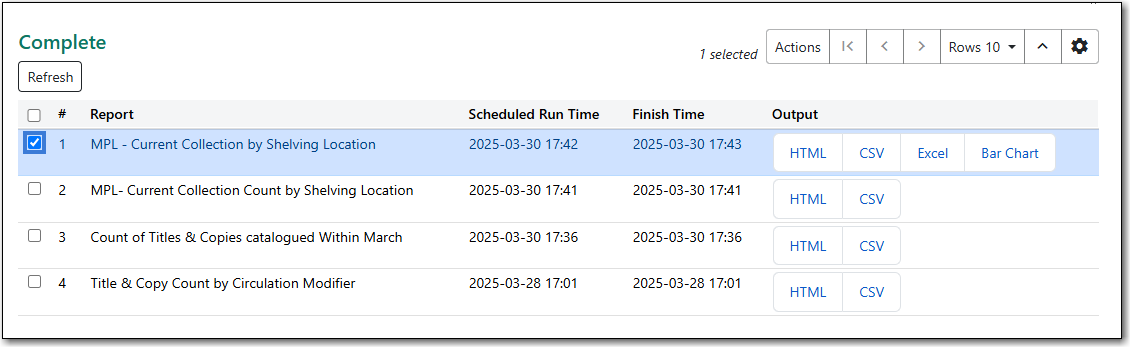 Complete
1 selected Actions Rows 10
Refresh
# Report Scheduled Run Time Finish Time Output
1 MPL - Current Collection by Shelving Location 2025-03-30 17:42 2025-03-30 17:43 HTML CSV Excel Bar Chart
2 MPL- Current Collection Count by Shelving Location 2025-03-30 17:41 2025-03-30 17:41 HTML CSV
3 Count of Titles & Copies catalogued Within March 2025-03-30 17:36 2025-03-30 17:36 HTML CSV
4 Title & Copy Count by Circulation Modifier 2025-03-28 17:01 2025-03-28 17:01 HTML CSV